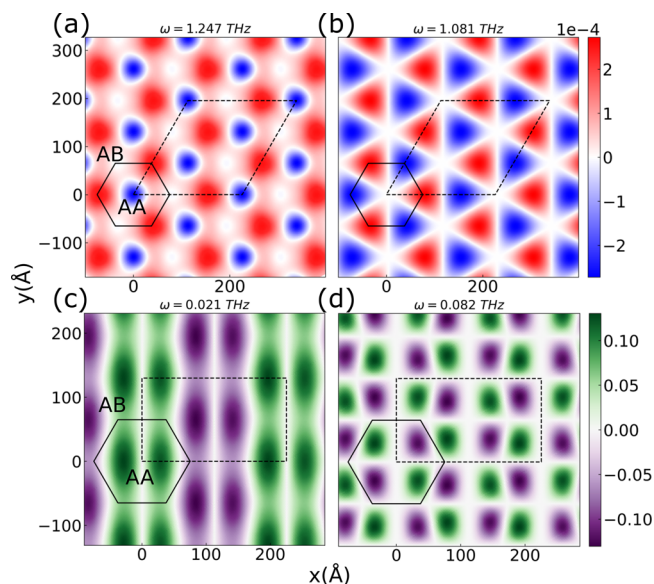 (a) ω = 1.247 THz
(b) ω = 1.081 THz
1e−4
300
200
100
0
−100
AB
AA
0
200
0
200
2
1
0
−1
−2
y(Å)
(c) ω = 0.021 THz
(d) ω = 0.082 THz
200
100
0
−100
AB
AA
0
100
200
0
100
200
0.10
0.05
0.00
−0.05
−0.10
x(Å)